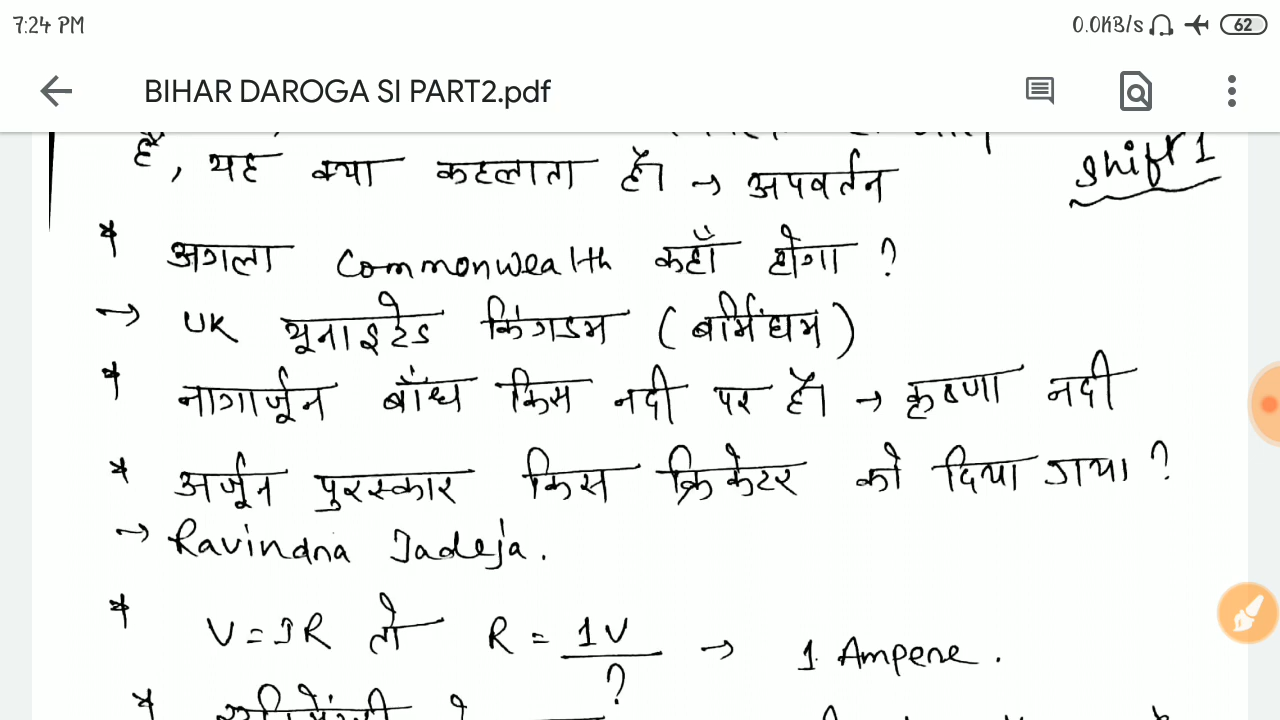 7:24 PM 0.0KB/s 62
BIHAR DAROGA SI PART2.pdf
है, यह क्या कहलाता है। → अपवर्तन Shift 1
* अगला Commonwealth कहाँ होगा ?
→ UK यूनाइटेड किंगडम (बर्मिंघम)
* नागार्जून बाँध किस नदी पर है। → कृष्णा नदी
* अर्जून पुरस्कार किस क्रिकेटर को दिया गया ?
→ Ravindra Jadeja.
* V = IR तो R = 1V / ? → 1 Ampere.
*